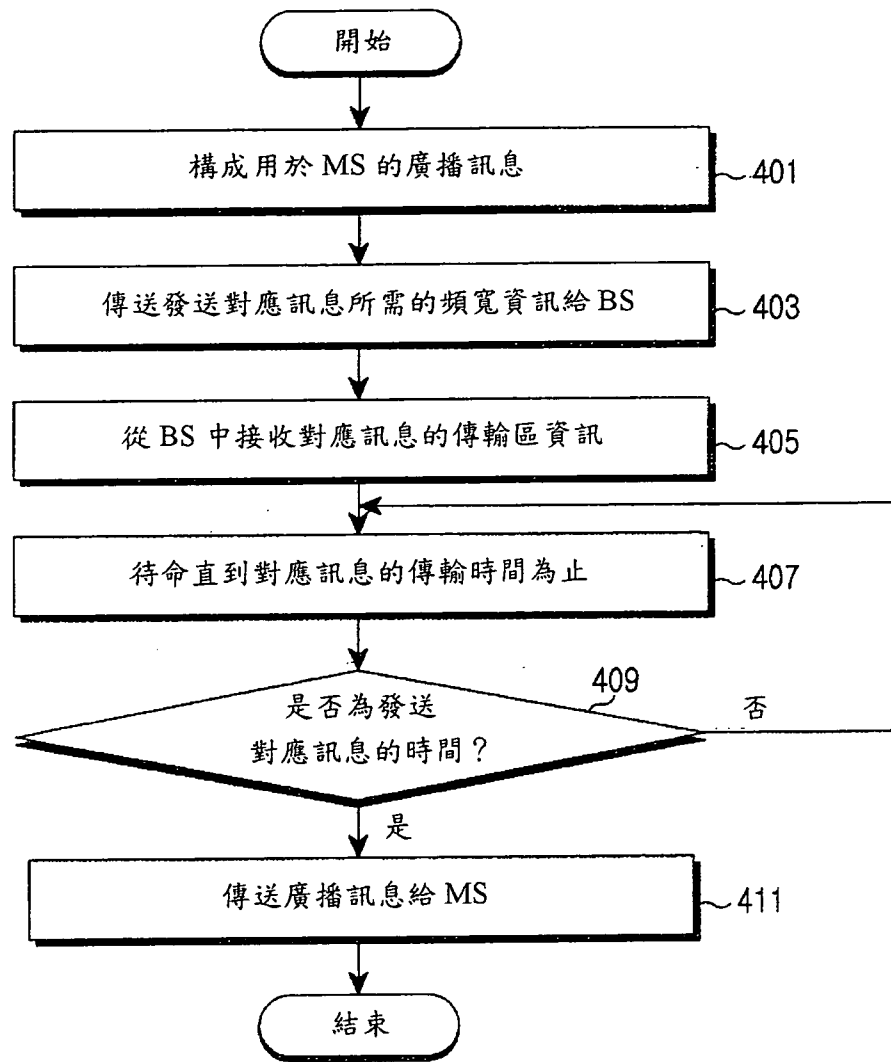 開始
構成用於 MS 的廣播訊息
401
傳送發送對應訊息所需的頻寬資訊給 BS
403
從 BS 中接收對應訊息的傳輸區資訊
405
待命直到對應訊息的傳輸時間為止
407
409
是否為發送
對應訊息的時間?
否
是
傳送廣播訊息給 MS
411
結束